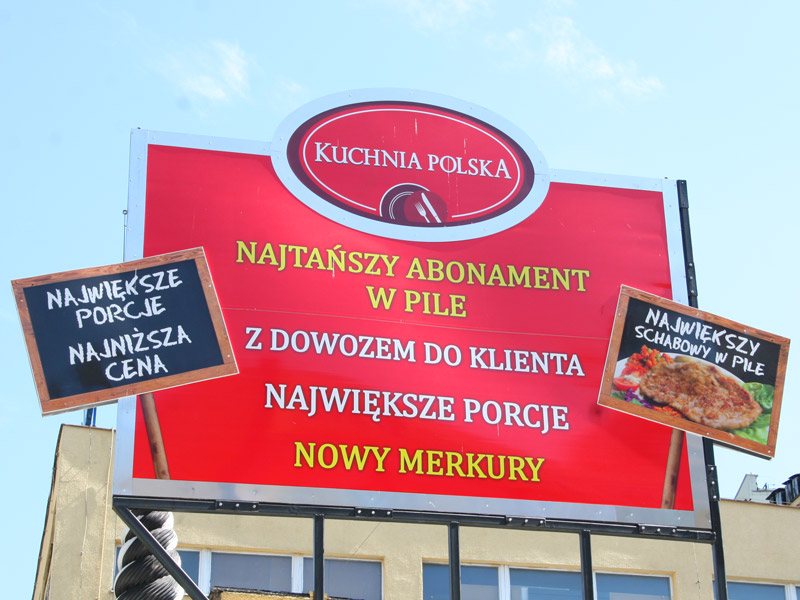 KUCHNIA POLSKA
NAJTAŃSZY ABONAMENT
W PILE
Z DOWOZEM DO KLIENTA
NAJWIĘKSZE PORCJE
NOWY MERKURY
NAJWIĘKSZE
PORCJE
NAJNIŻSZA
CENA
NAJWIĘKSZY
SCHABOWY W PILE